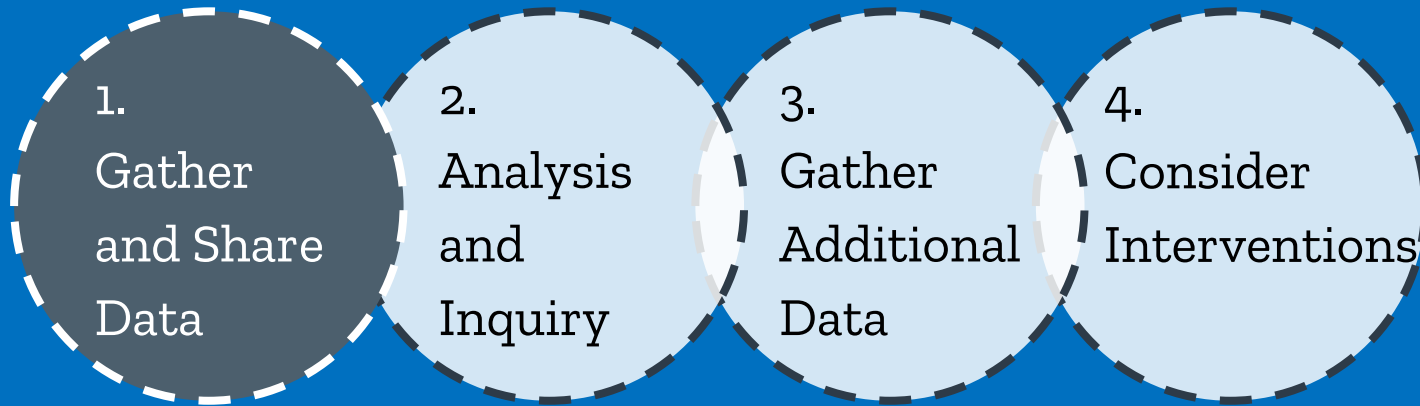 1.
Gather
and Share
Data
2.
Analysis
and
Inquiry
3.
Gather
Additional
Data
4.
Consider
Interventions